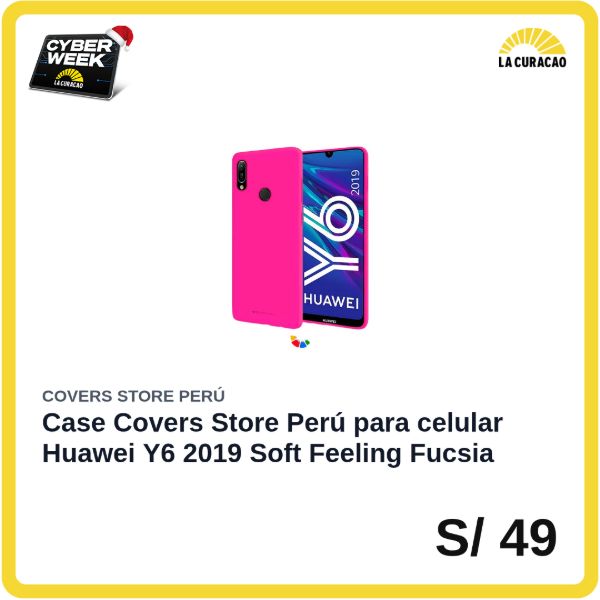 CYBER
WEEK
LA CURACAO
LA CURACAO
Y6 2019
HUAWEI
HUAWEI
COVERS STORE PERÚ
Case Covers Store Perú para celular
Huawei Y6 2019 Soft Feeling Fucsia
S/ 49